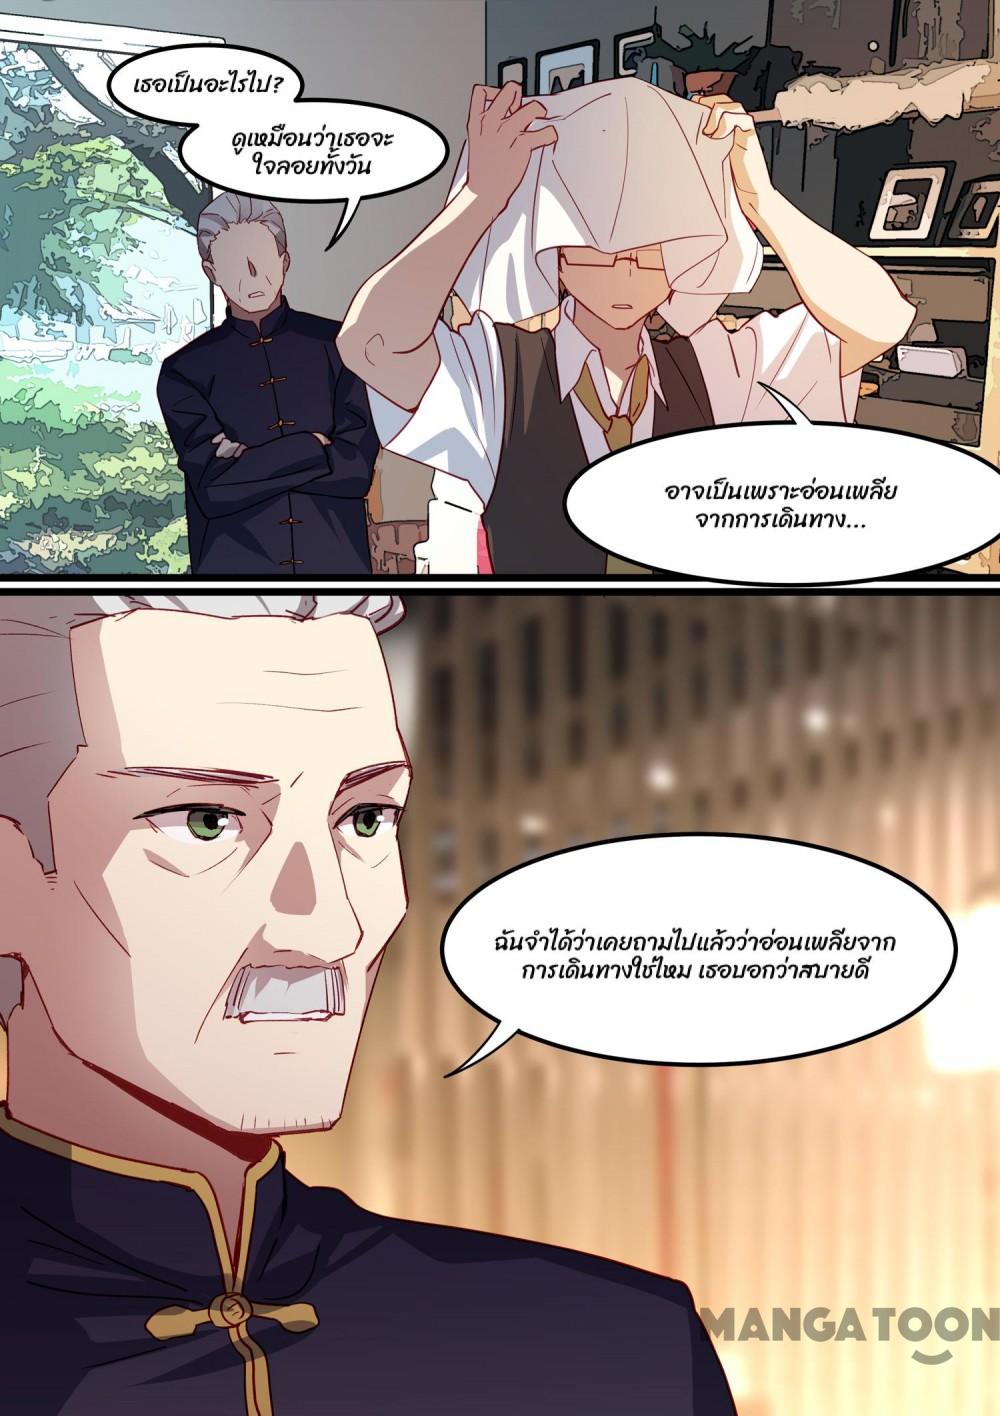 เธอเป็นอะไรไป?
ดูเหมือนว่าเธอจะ
ใจลอยทั้งวัน
อาจเป็นเพราะอ่อนเพลีย
จากการเดินทาง...
ฉันจำได้ว่าเคยถามไปแล้วว่าอ่อนเพลียจาก
การเดินทางใช่ไหม เธอบอกว่าสบายดี
MANGATOON